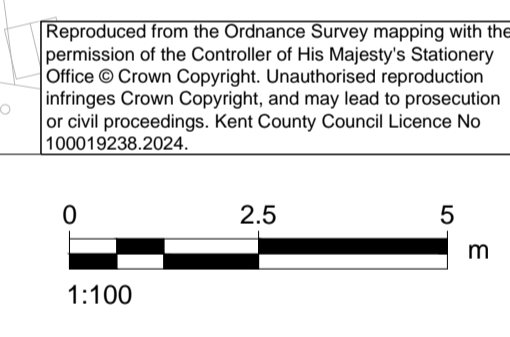 Reproduced from the Ordnance Survey mapping with the
permission of the Controller of His Majesty's Stationery
Office © Crown Copyright. Unauthorised reproduction
infringes Crown Copyright, and may lead to prosecution
or civil proceedings. Kent County Council Licence No
100019238.2024.
0 2.5 5
m
1:100